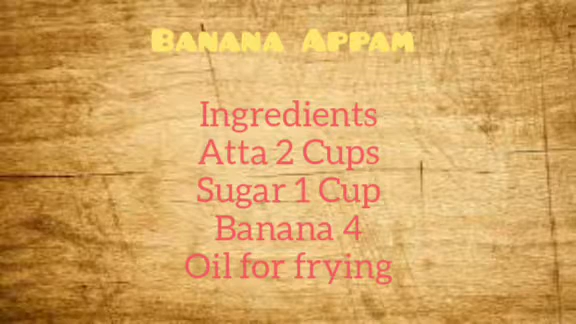 Banana Appam
Ingredients
Atta 2 Cups
Sugar 1 Cup
Banana 4
Oil for frying